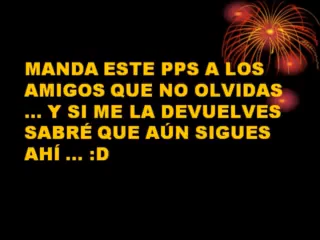 MANDA ESTE PPS A LOS
AMIGOS QUE NO OLVIDAS
... Y SI ME LA DEVUELVES
SABRÉ QUE AÚN SIGUES
AHÍ ... :D